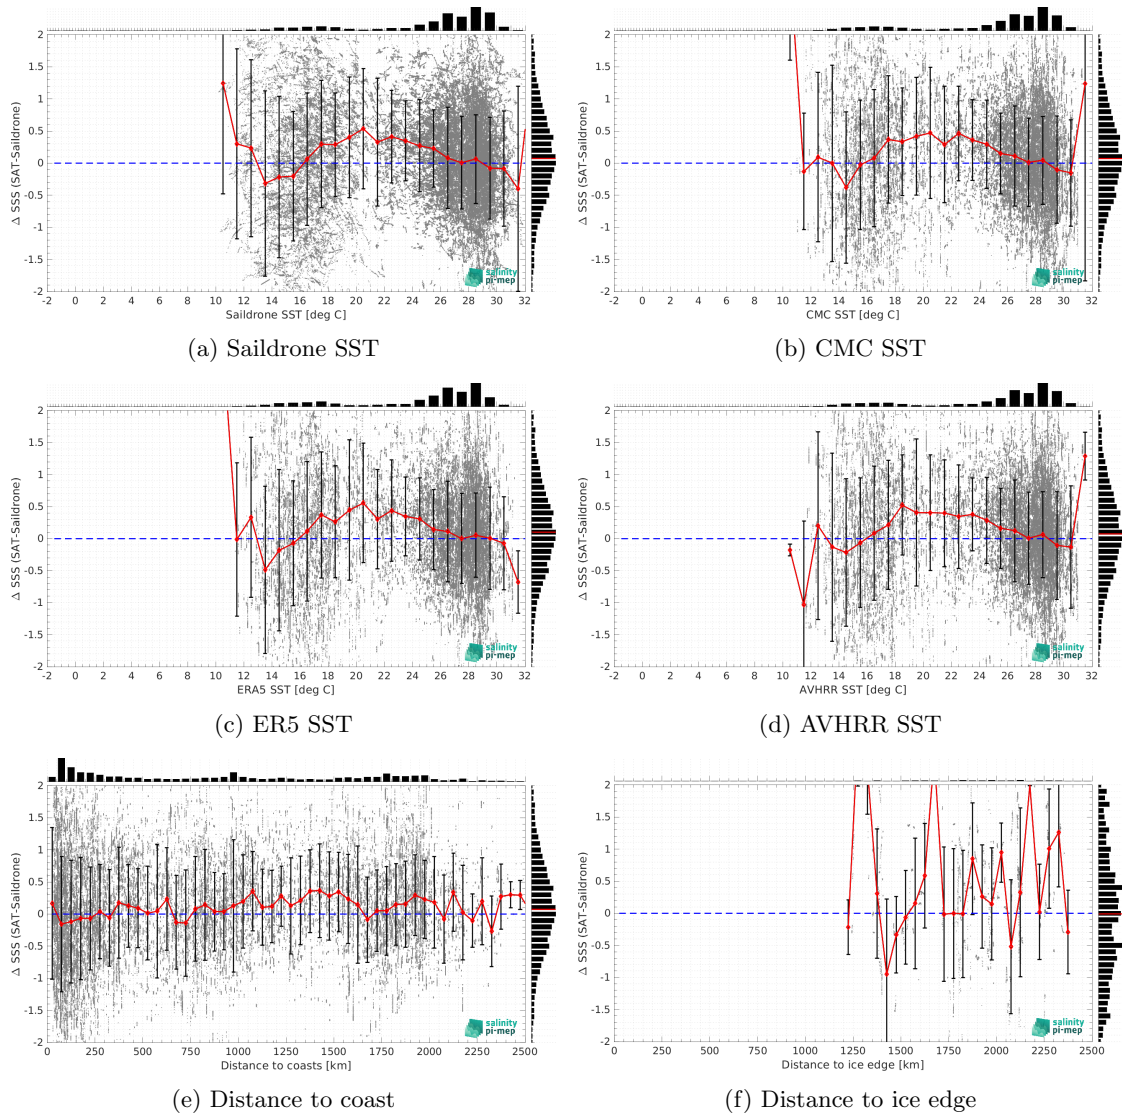 2
1.5
1
0.5
0
-0.5
-1
-1.5
-2
Δ SSS (SAT-Saildrone)
-2 0 2 4 6 8 10 12 14 16 18 20 22 24 26 28 30 32
Saildrone SST [deg C]
salinity
pi-mep
(a) Saildrone SST
2
1.5
1
0.5
0
-0.5
-1
-1.5
-2
Δ SSS (SAT-Saildrone)
-2 0 2 4 6 8 10 12 14 16 18 20 22 24 26 28 30 32
CMC SST [deg C]
salinity
pi-mep
(b) CMC SST
2
1.5
1
0.5
0
-0.5
-1
-1.5
-2
Δ SSS (SAT-Saildrone)
-2 0 2 4 6 8 10 12 14 16 18 20 22 24 26 28 30 32
ERA5 SST [deg C]
salinity
pi-mep
(c) ER5 SST
2
1.5
1
0.5
0
-0.5
-1
-1.5
-2
Δ SSS (SAT-Saildrone)
-2 0 2 4 6 8 10 12 14 16 18 20 22 24 26 28 30 32
AVHRR SST [deg C]
salinity
pi-mep
(d) AVHRR SST
2
1.5
1
0.5
0
-0.5
-1
-1.5
-2
Δ SSS (SAT-Saildrone)
0 250 500 750 1000 1250 1500 1750 2000 2250 2500
Distance to coasts [km]
salinity
pi-mep
(e) Distance to coast
2
1.5
1
0.5
0
-0.5
-1
-1.5
-2
Δ SSS (SAT-Saildrone)
0 250 500 750 1000 1250 1500 1750 2000 2250 2500
Distance to ice edge [km]
salinity
pi-mep
(f) Distance to ice edge